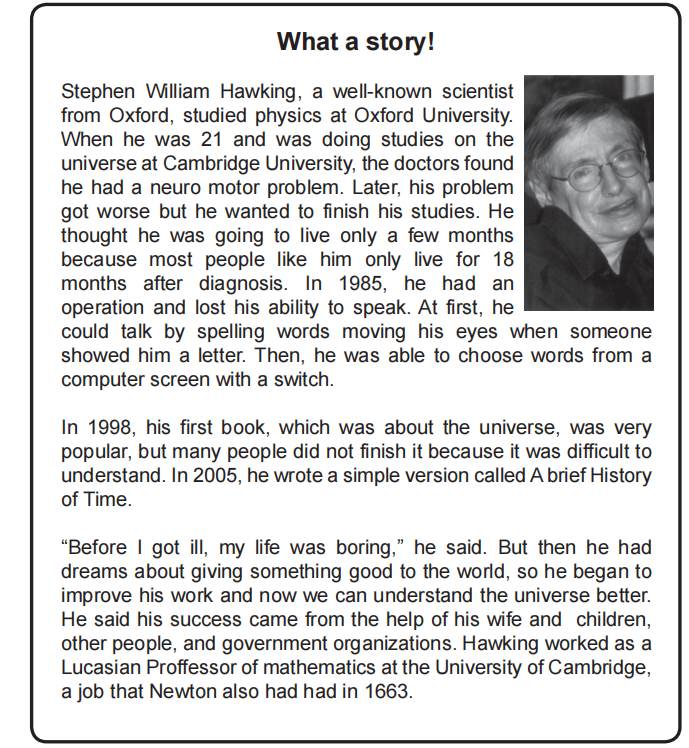 What a story!
Stephen William Hawking, a well-known scientist
from Oxford, studied physics at Oxford University.
When he was 21 and was doing studies on the
universe at Cambridge University, the doctors found
he had a neuro motor problem. Later, his problem
got worse but he wanted to finish his studies. He
thought he was going to live only a few months
because most people like him only live for 18
months after diagnosis. In 1985, he had an
operation and lost his ability to speak. At first, he
could talk by spelling words moving his eyes when someone
showed him a letter. Then, he was able to choose words from a
computer screen with a switch.
In 1998, his first book, which was about the universe, was very
popular, but many people did not finish it because it was difficult to
understand. In 2005, he wrote a simple version called A brief History
of Time.
“Before I got ill, my life was boring,” he said. But then he had
dreams about giving something good to the world, so he began to
improve his work and now we can understand the universe better.
He said his success came from the help of his wife and children,
other people, and government organizations. Hawking worked as a
Lucasian Proffessor of mathematics at the University of Cambridge,
a job that Newton also had had in 1663.